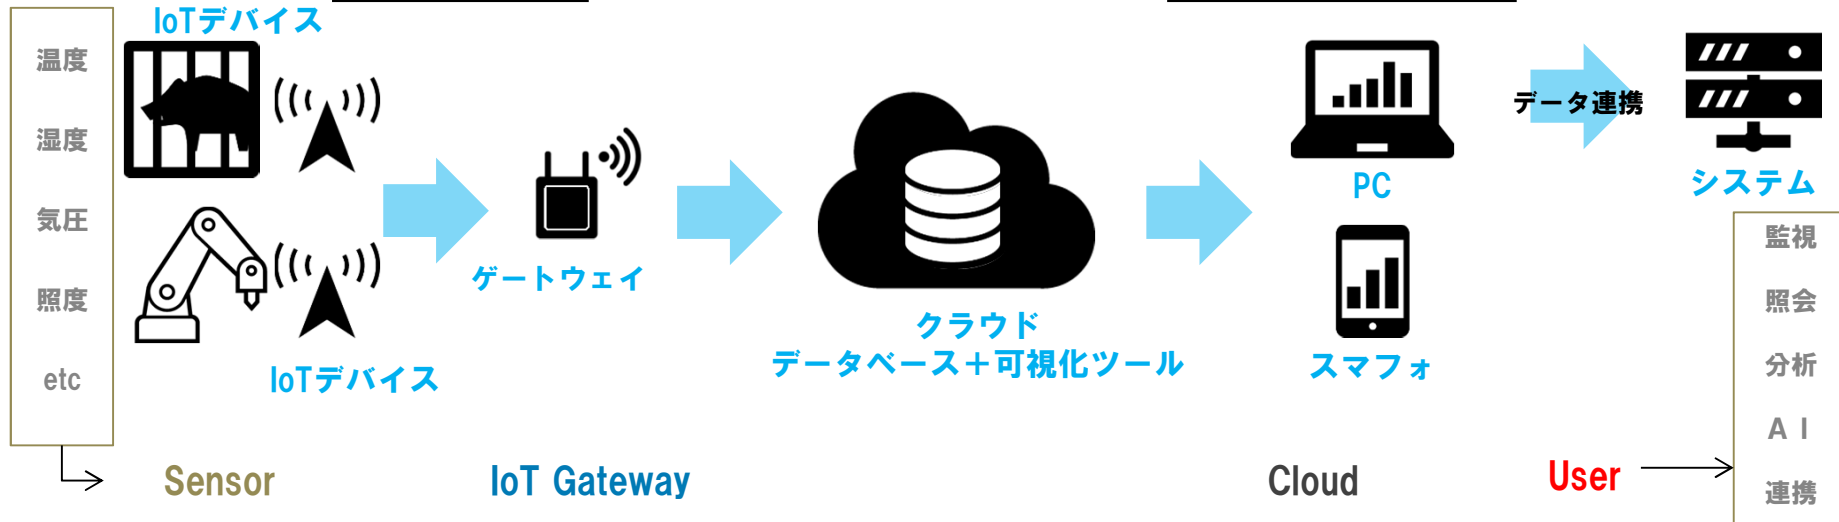 温度
湿度
気圧
照度
etc
IoTデバイス
IoTデバイス
ゲートウェイ
クラウド
データベース＋可視化ツール
PC
スマフォ
データ連携
システム
監視
照会
分析
ＡＩ
連携
Sensor
IoT Gateway
Cloud
User